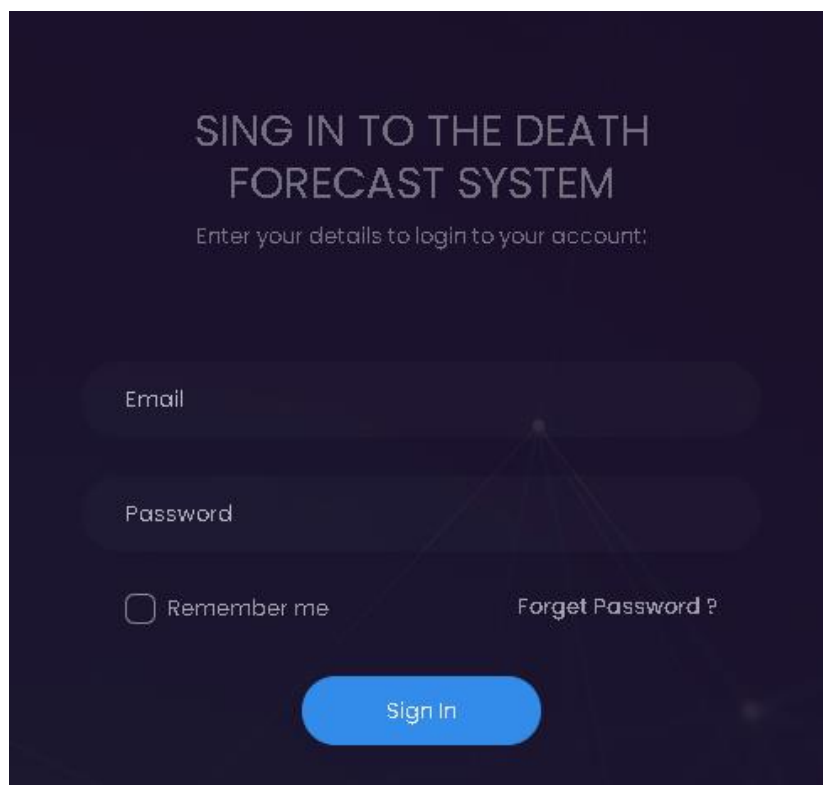 SING IN TO THE DEATH
FORECAST SYSTEM
Enter your details to login to your account:
Email
Password
Remember me
Forget Password ?
Sign In